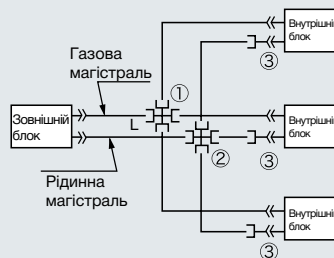 Внутрішній
блок
③
Газова
магістраль
①
Зовнішній
блок
L
Внутрішній
блок
②
③
Рідинна
магістраль
Внутрішній
блок
③